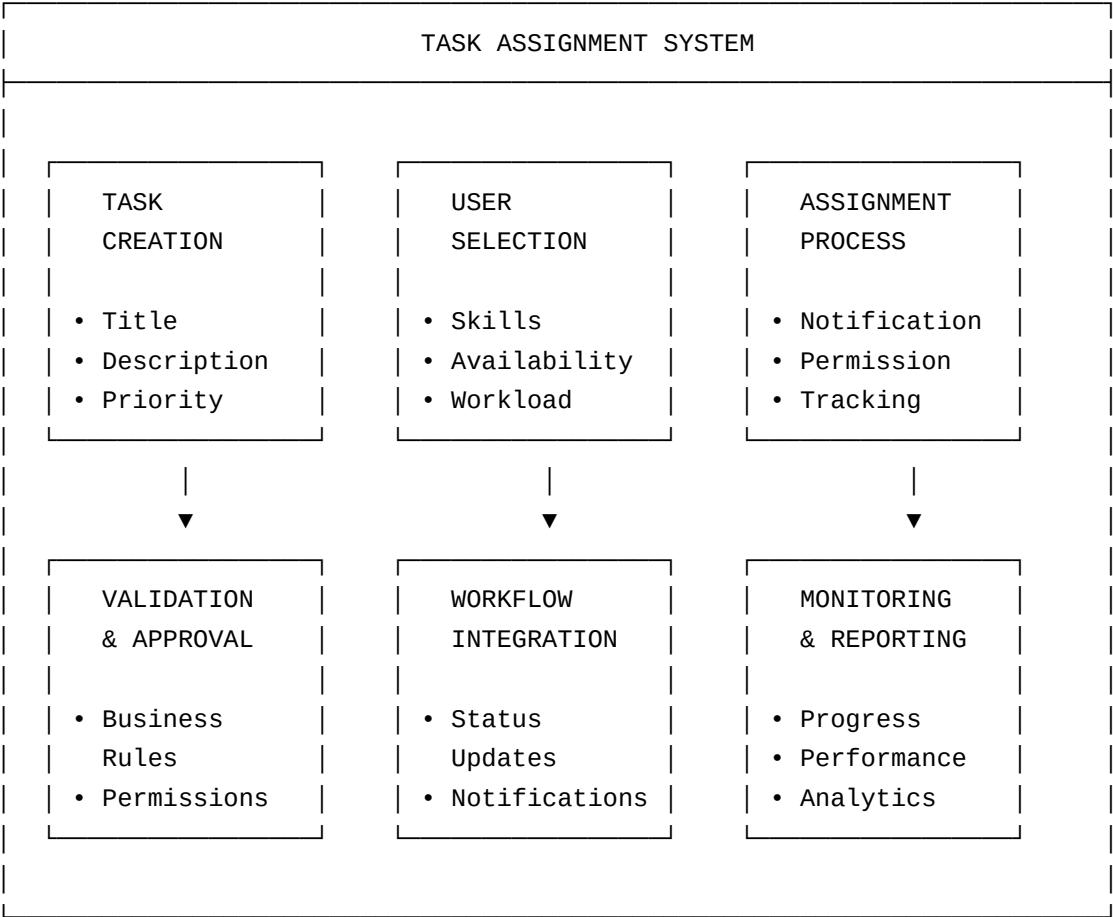 TASK ASSIGNMENT SYSTEM
TASK
CREATION
• Title
• Description
• Priority
USER
SELECTION
• Skills
• Availability
• Workload
ASSIGNMENT
PROCESS
• Notification
• Permission
• Tracking
VALIDATION
& APPROVAL
• Business
Rules
• Permissions
WORKFLOW
INTEGRATION
• Status
Updates
• Notifications
MONITORING
& REPORTING
• Progress
• Performance
• Analytics